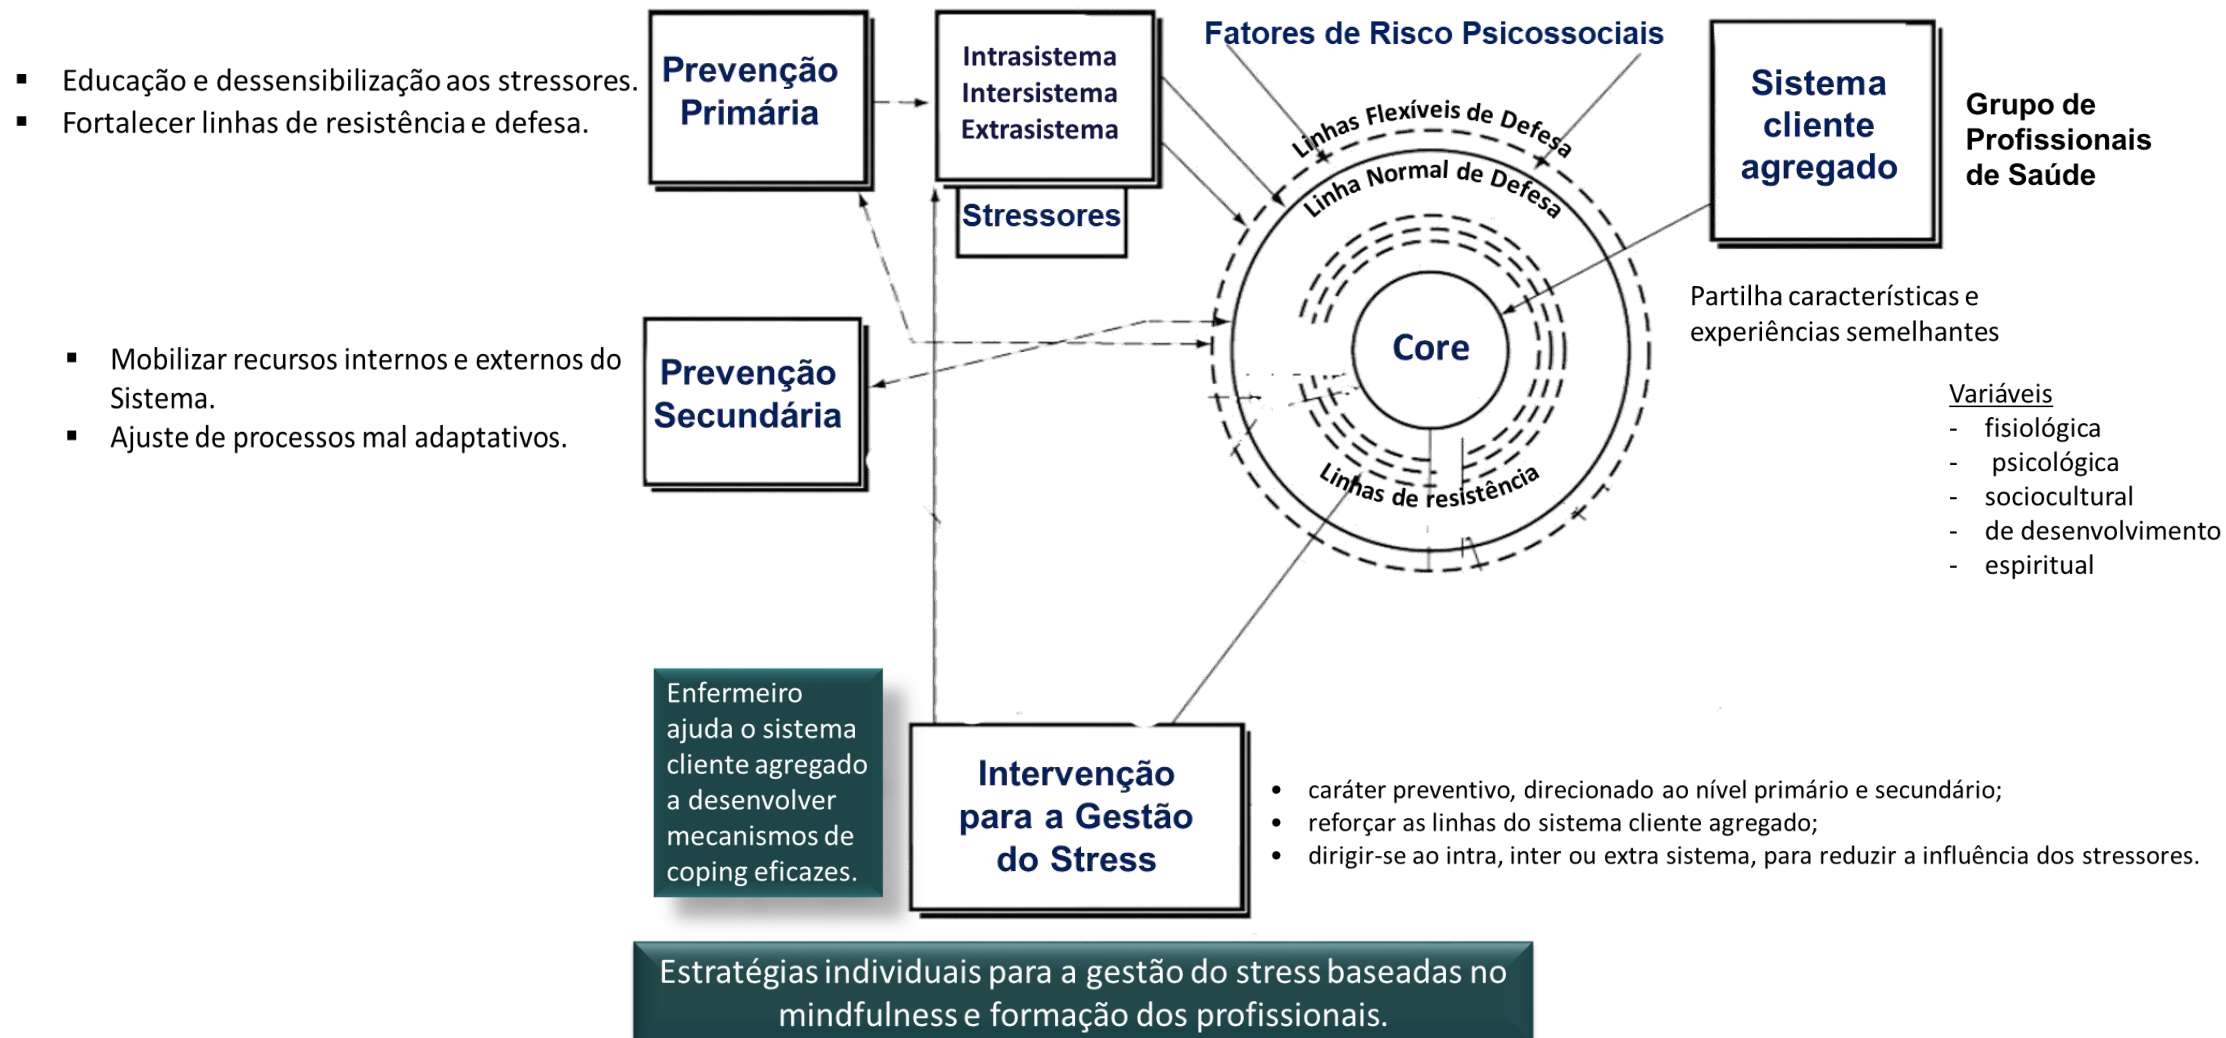 ▪ Educação e dessensibilização aos stressores.
▪ Fortalecer linhas de resistência e defesa.
Prevenção
Primária
Intrasistema
Intersistema
Extrasistema
Stressores
Fatores de Risco Psicossociais
Linhas Flexíveis de Defesa
Linha Normal de Defesa
Core
Linhas de resistência
Sistema
cliente
agregado
Grupo de
Profissionais
de Saúde
Partilha características e
experiências semelhantes
Variáveis
- fisiológica
- psicológica
- sociocultural
- de desenvolvimento
- espiritual
▪ Mobilizar recursos internos e externos do
Sistema.
▪ Ajuste de processos mal adaptativos.
Prevenção
Secundária
Enfermeiro
ajuda o sistema
cliente agregado
a desenvolver
mecanismos de
coping eficazes.
Intervenção
para a Gestão
do Stress
• caráter preventivo, direcionado ao nível primário e secundário;
• reforçar as linhas do sistema cliente agregado;
• dirigir-se ao intra, inter ou extra sistema, para reduzir a influência dos stressores.
Estratégias individuais para a gestão do stress baseadas no
mindfulness e formação dos profissionais.